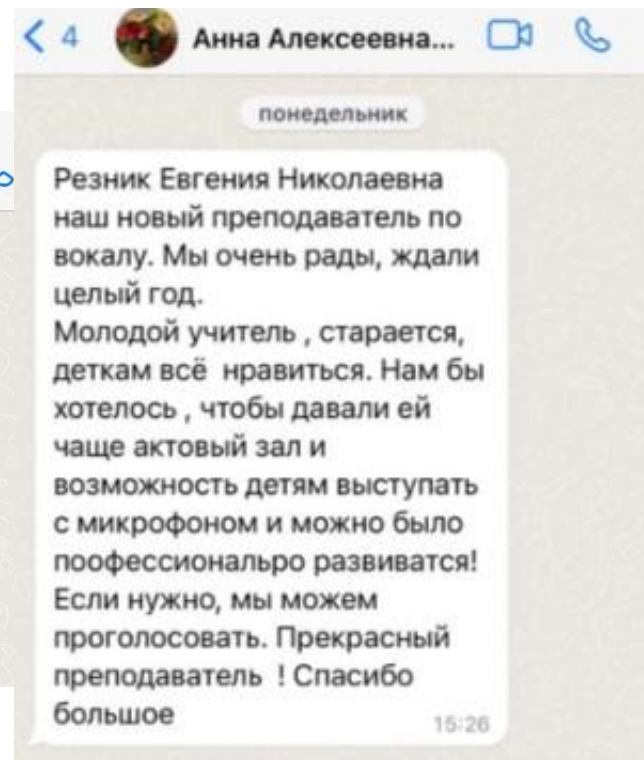 4 Анна Алексеевна...
понедельник
Резник Евгения Николаевна
наш новый преподаватель по
вокалу. Мы очень рады, ждали
целый год.
Молодой учитель , старается,
деткам всё нравиться. Нам бы
хотелось , чтобы давали ей
чаще актовый зал и
возможность детям выступать
с микрофоном и можно было
поофессиональро развиватся!
Если нужно, мы можем
проголосовать. Прекрасный
преподаватель ! Спасибо
большое
15:26